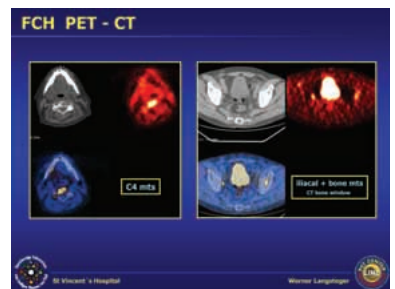 FCH PET - CT
C4 mts
iliacal + bone mts
CT bone window
St Vincent's Hospital
Werner Langsteger